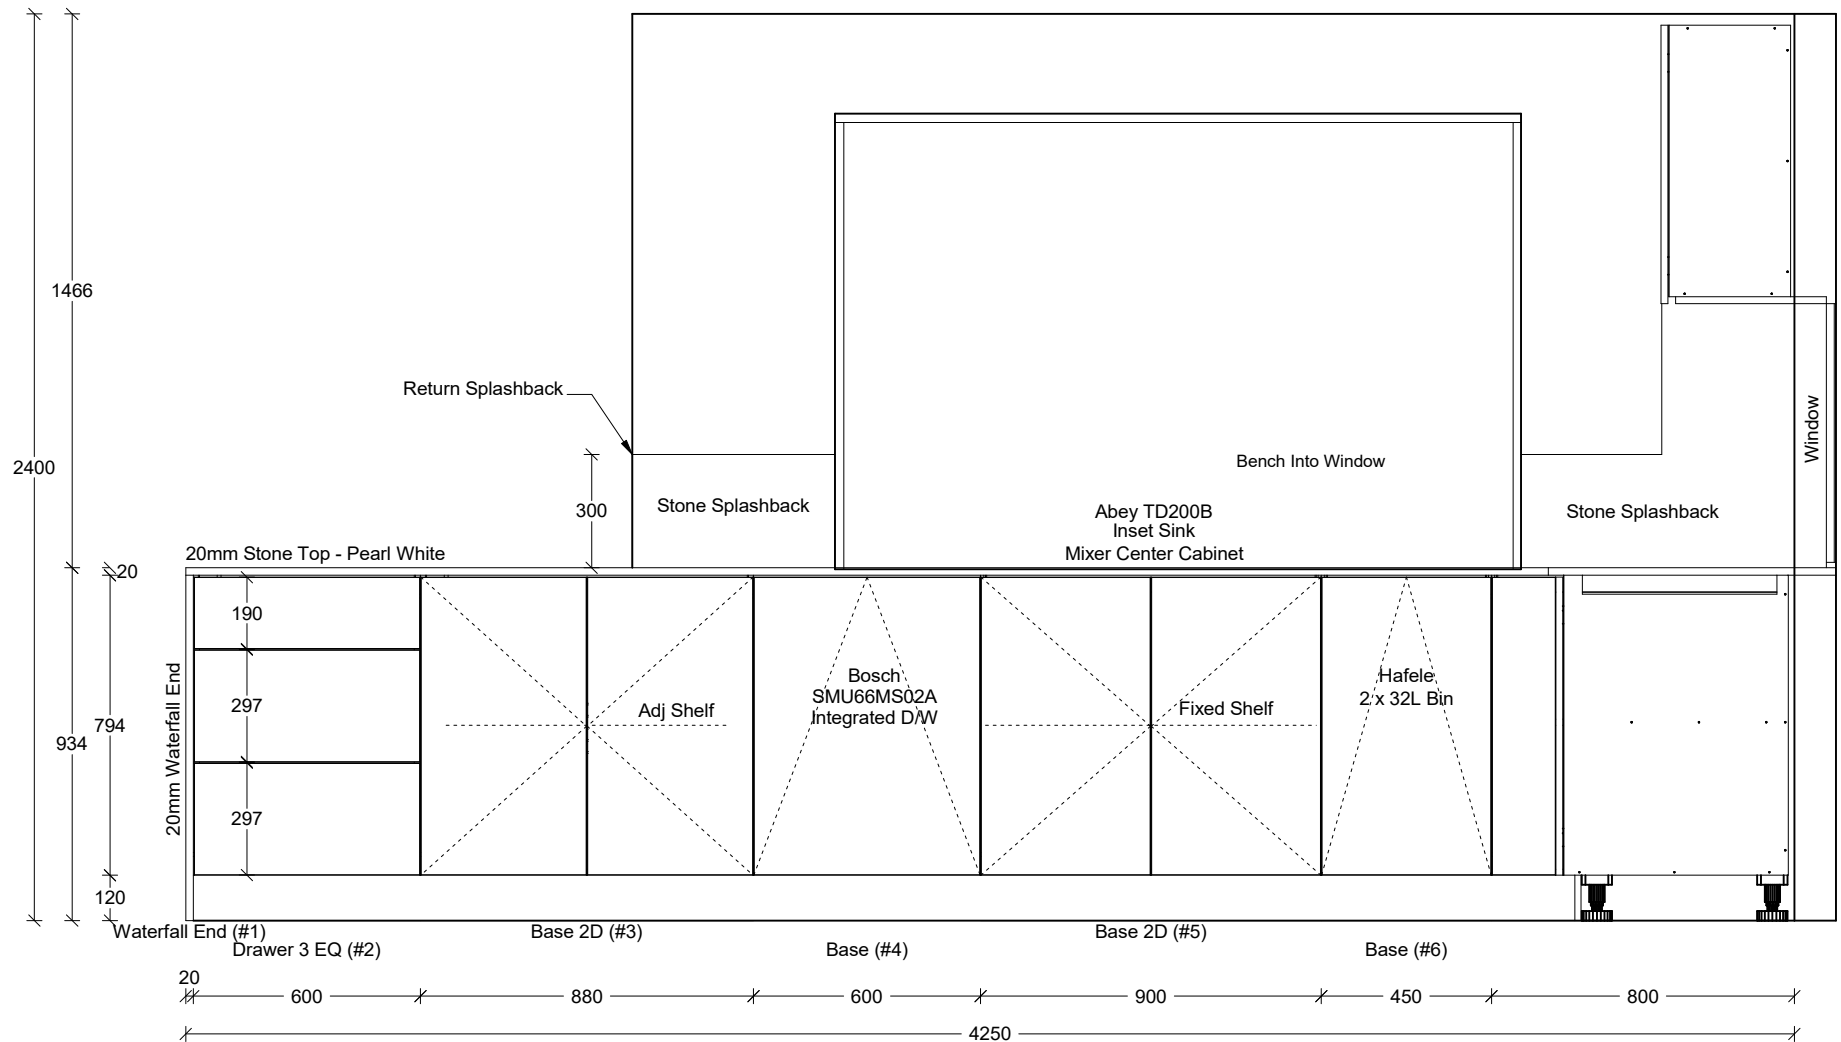 1466
Return Splashback
Window
2400
Bench Into Window
300
Stone Splashback
Abey TD200B
Inset Sink
Mixer Center Cabinet
Stone Splashback
20mm Stone Top - Pearl White
20
190
297
297
794
934
120
20mm Waterfall End
Adj Shelf
Bosch
SMU66MS02A
Integrated D/W
Fixed Shelf
Hafele
2 x 32L Bin
Waterfall End (#1)
Drawer 3 EQ (#2)
Base 2D (#3)
Base (#4)
Base 2D (#5)
Base (#6)
20
600
880
600
900
450
800
4250